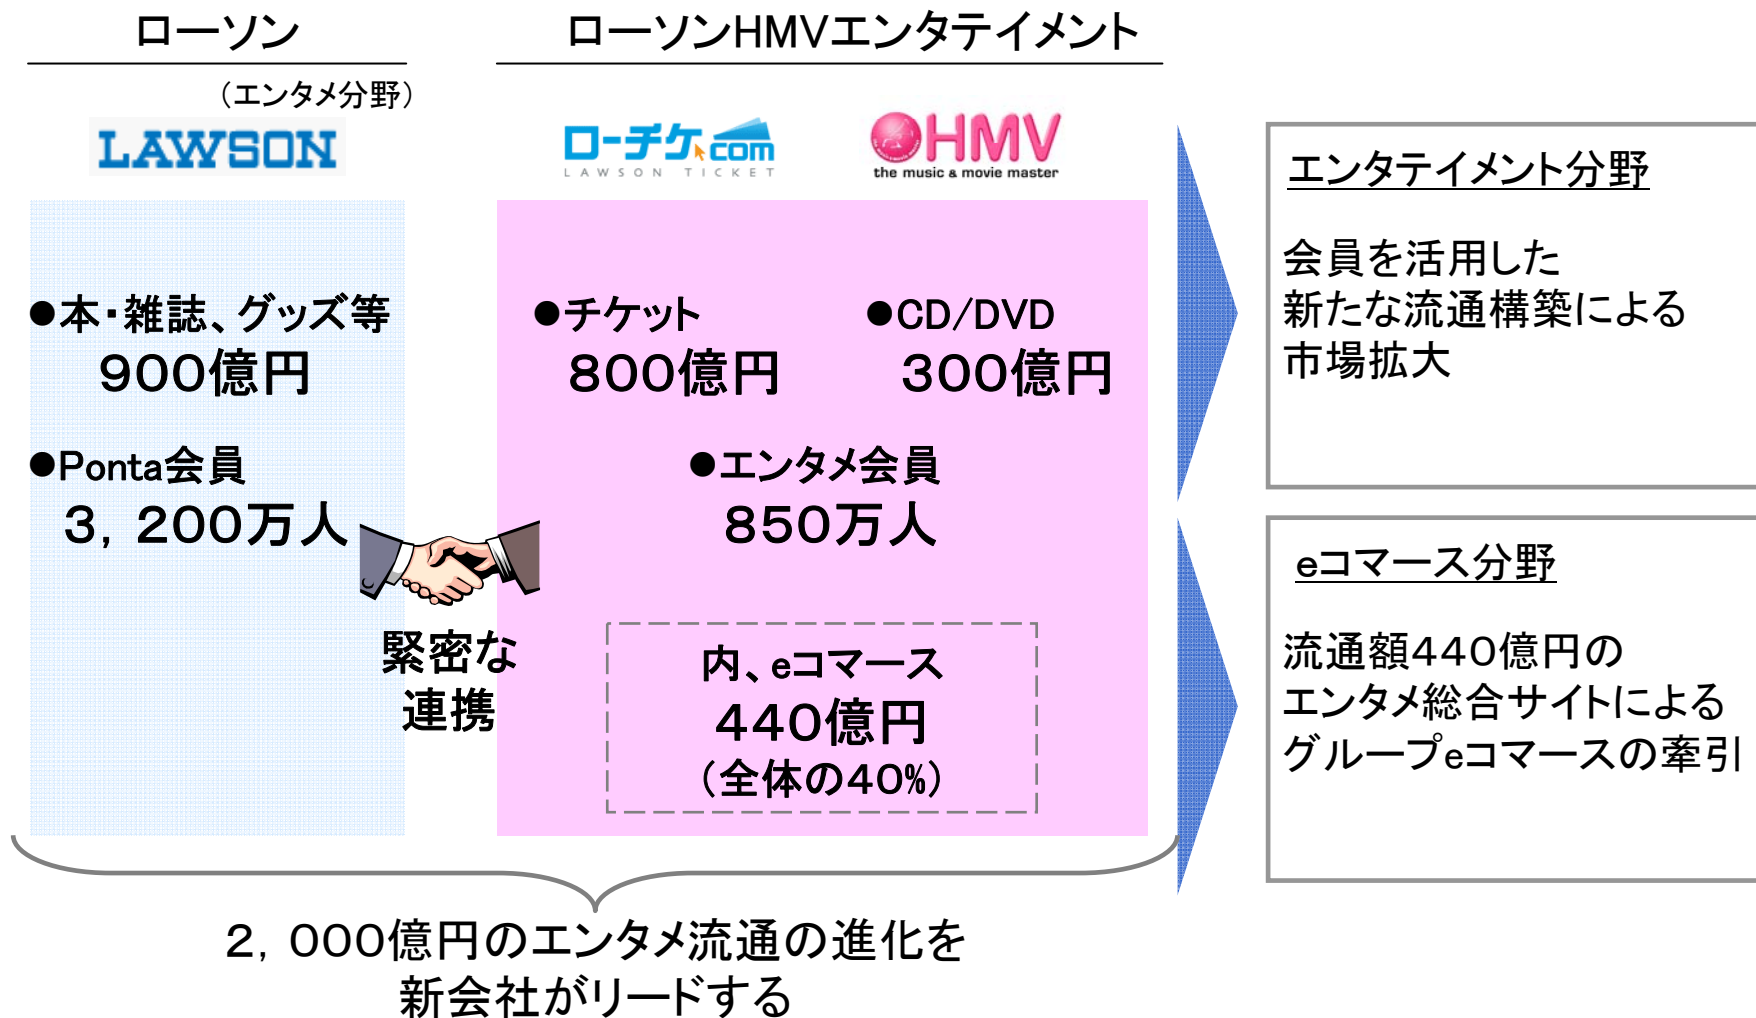 ローソン
(エンタメ分野)
LAWSON
●本・雑誌、グッズ等
900億円
●Ponta会員
3，200万人
緊密な
連携
ローソンHMVエンタテイメント
ローチケ.com
LAWSON TICKET
HMV
the music & movie master
●チケット
800億円
●CD/DVD
300億円
●エンタメ会員
850万人
内、eコマース
440億円
(全体の40%)
2，000億円のエンタメ流通の進化を
新会社がリードする
エンタテイメント分野
会員を活用した
新たな流通構築による
市場拡大
eコマース分野
流通額440億円の
エンタメ総合サイトによる
グループeコマースの牽引